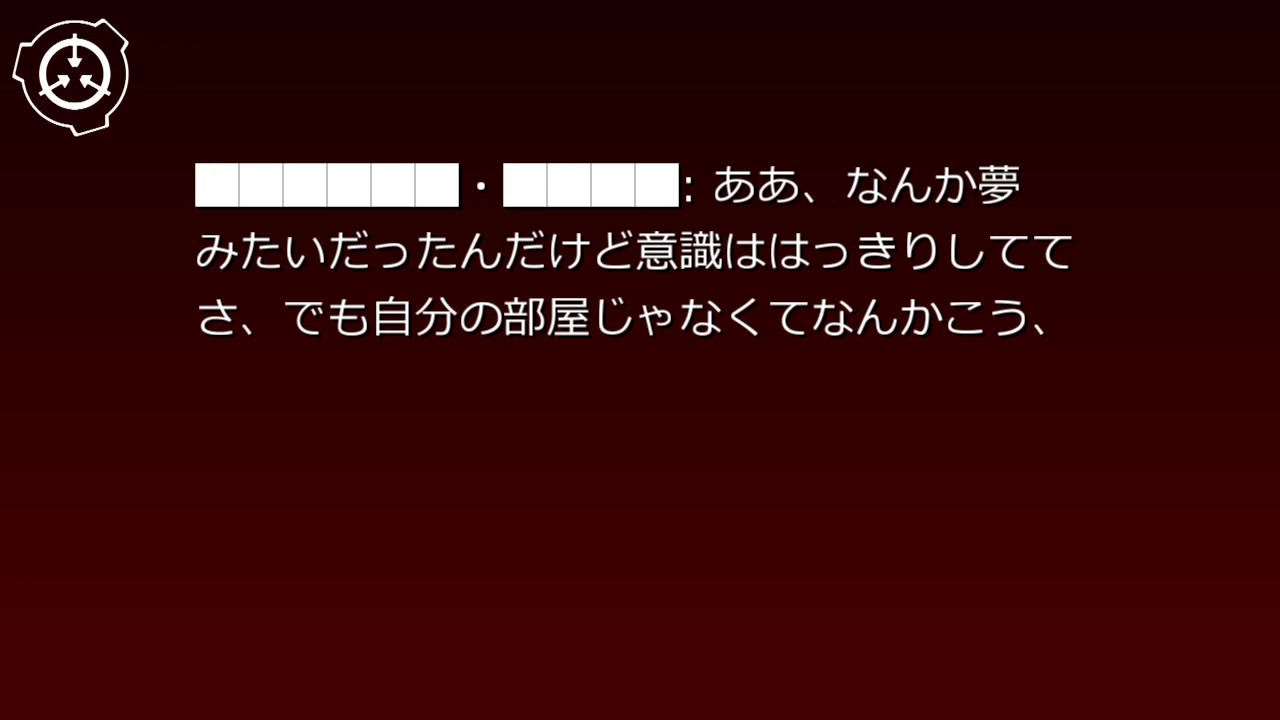 ██████・████: ああ、なんか夢
みたいだったんだけど意識ははっきりしてて
さ、でも自分の部屋じゃなくてなんかこう、